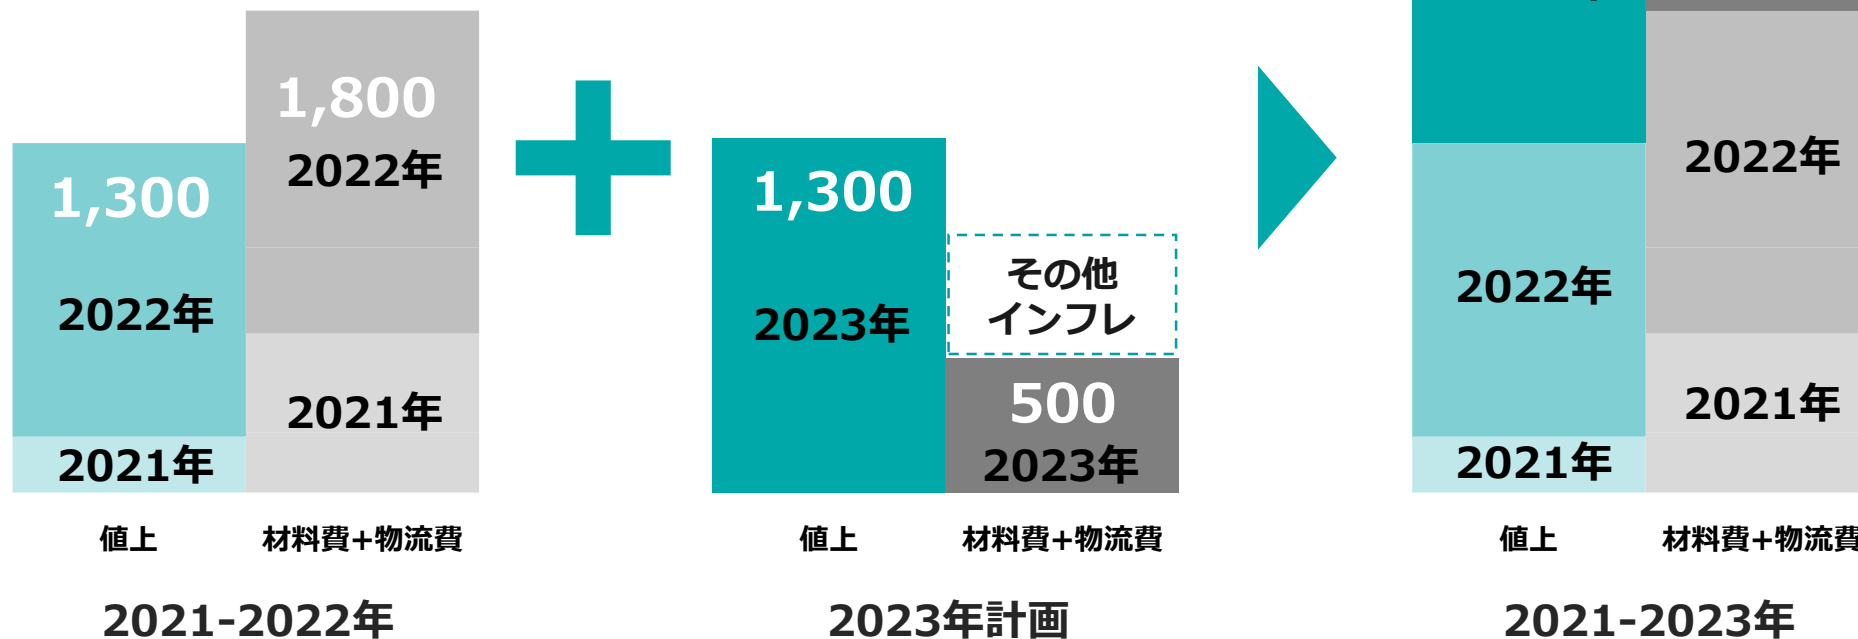 1,800
2022年
1,300
2022年
2021年
2021年
値上
材料費+物流費
2021-2022年
1,300
2023年
その他
インフレ
500
2023年
値上
材料費+物流費
2023年計画
2022年
2022年
2021年
2021年
値上
材料費+物流費
2021-2023年